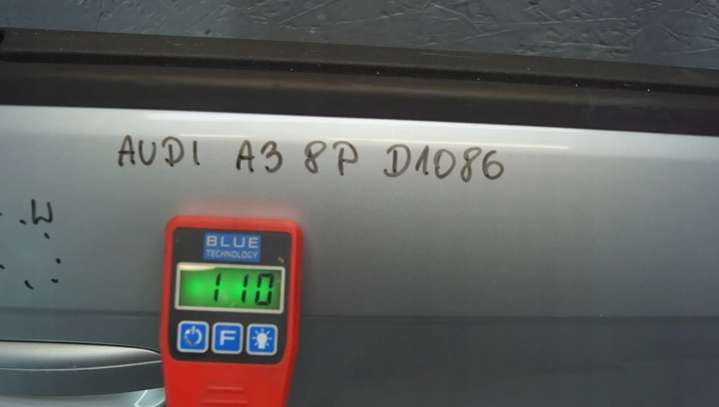 AUDI A3 8P D1086
.W
BLUE
TECHNOLOGY
110
F